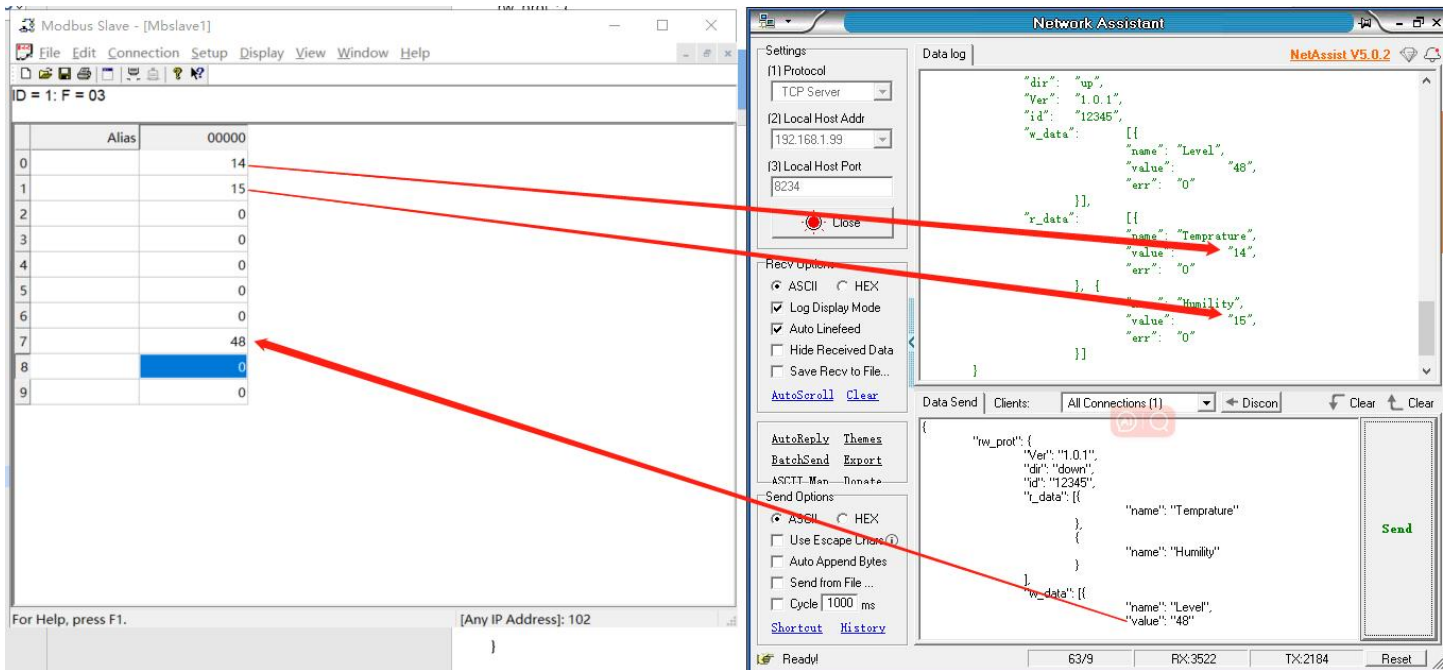 Modbus Slave - [Mbslave1]
File Edit Connection Setup Display View Window Help
ID = 1: F = 03
Alias 00000
0 14
1 15
2 0
3 0
4 0
5 0
6 0
7 48
8 0
9 0
For Help, press F1. [Any IP Address]: 102
}
Network Assistant
Settings
(1) Protocol
TCP Server
(2) Local Host Addr
192.168.1.99
(3) Local Host Port
8234
Close
Recv Options
ASCII HEX
Log Display Mode
Auto Linefeed
Hide Received Data
Save Recv to File...
AutoScroll Clear
AutoReply Themes
BatchSend Export
ASCII Map Donate
Send Options
ASCII HEX
Use Escape Chars
Auto Append Bytes
Send from File ...
Cycle 1000 ms
Shortcut History
Data log NetAssist V5.0.2
"dir": "up",
"Ver": "1.0.1",
"id": "12345",
"w_data": [{
"name": "Level",
"value": "48",
"err": "0"
}],
"r_data": [{
"name": "Temprature",
"value": "14",
"err": "0"
}, {
"Humility",
"value": "15",
"err": "0"
}]
}
Data Send Clients: All Connections (1) Discon Clear Clear
{
"rw_prot": {
"Ver": "1.0.1",
"dir": "down",
"id": "12345",
"r_data": [{
"name": "Temprature"
},
{
"name": "Humility"
}
],
"w_data": [{
"name": "Level",
"value": "48"
Send
Ready! 63/9 RX:3522 TX:2184 Reset